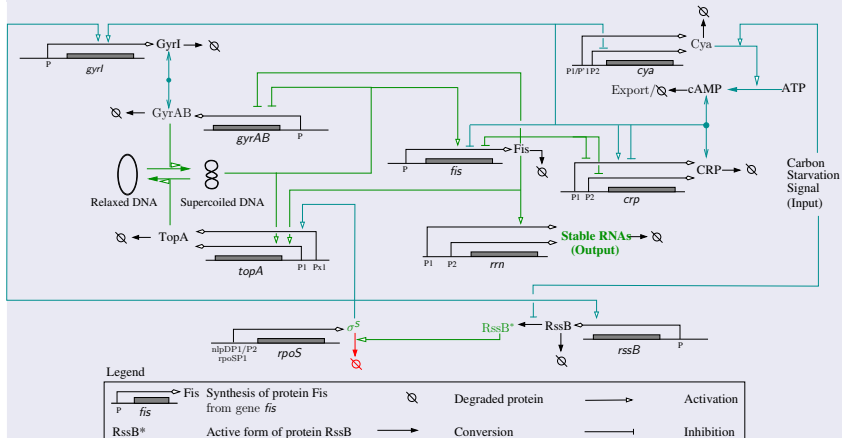 GyrI
P
gyrI
Cya
P1/P'1
P2
cya
Export/
cAMP
ATP
GyrAB
gyrAB
P
Fis
P
fis
CRP
P1
P2
crp
Carbon
Starvation
Signal
(Input)
Relaxed DNA
Supercoiled DNA
TopA
topA
P1
Px1
Stable RNAs
(Output)
P1
P2
rrn
σS
nlpDP1/P2
rpoSP1
rpoS
RssB*
RssB
rssB
P
Legend
Fis
P
fis
Synthesis of protein Fis
from gene fis
Degraded protein
Activation
RssB*
Active form of protein RssB
Conversion
Inhibition